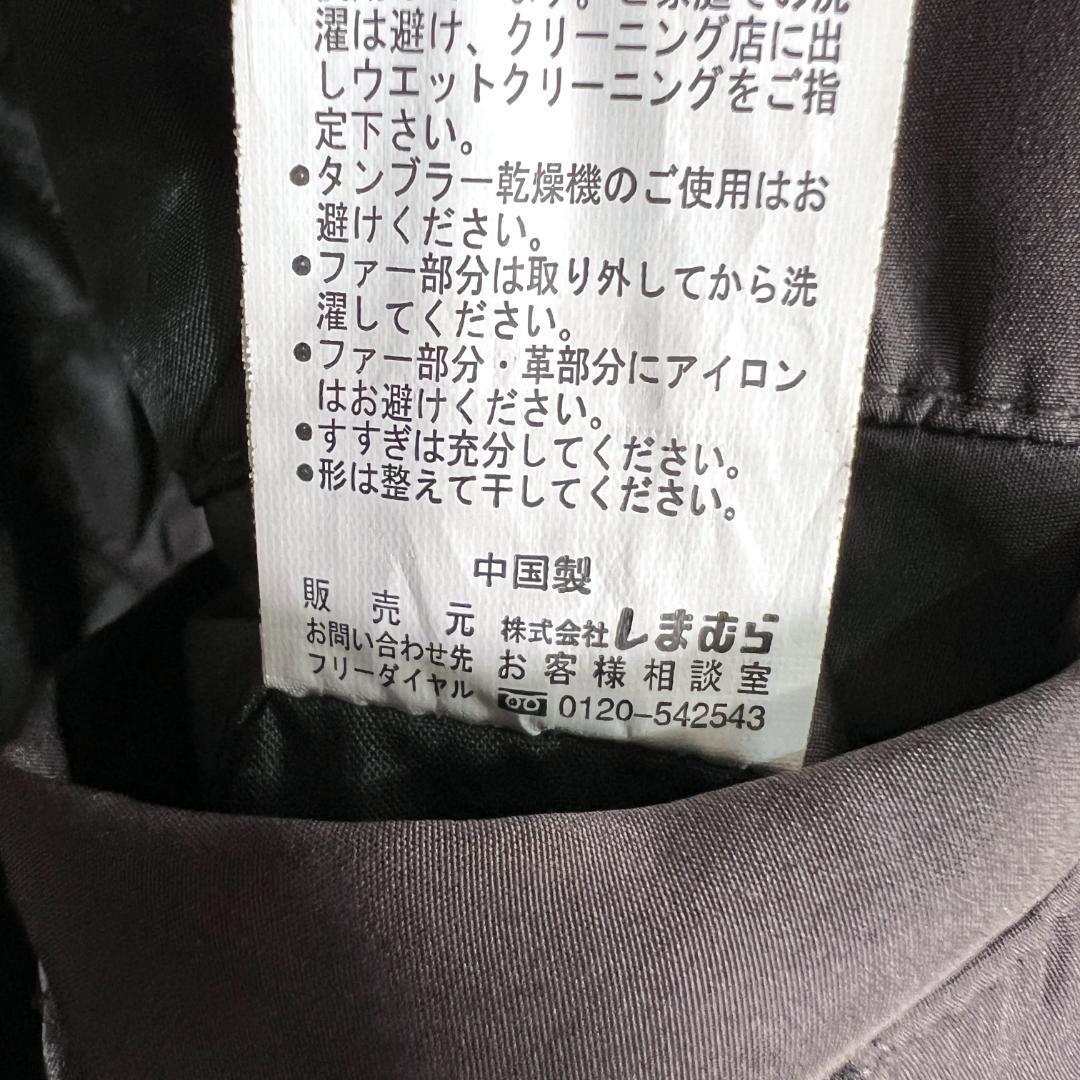 濯は避け、クリーニング店に出
しウエットクリーニングをご指
定下さい。
●タンブラー乾燥機のご使用はお
避けください。
●ファー部分は取り外してから洗
濯してください。
●ファー部分・革部分にアイロン
はお避けください。
●すすぎは充分してください。
●形は整えて干してください。
中国製
販売元 株式会社しまむら
お問い合わせ先 お客様相談室
フリーダイヤル 0120-542543